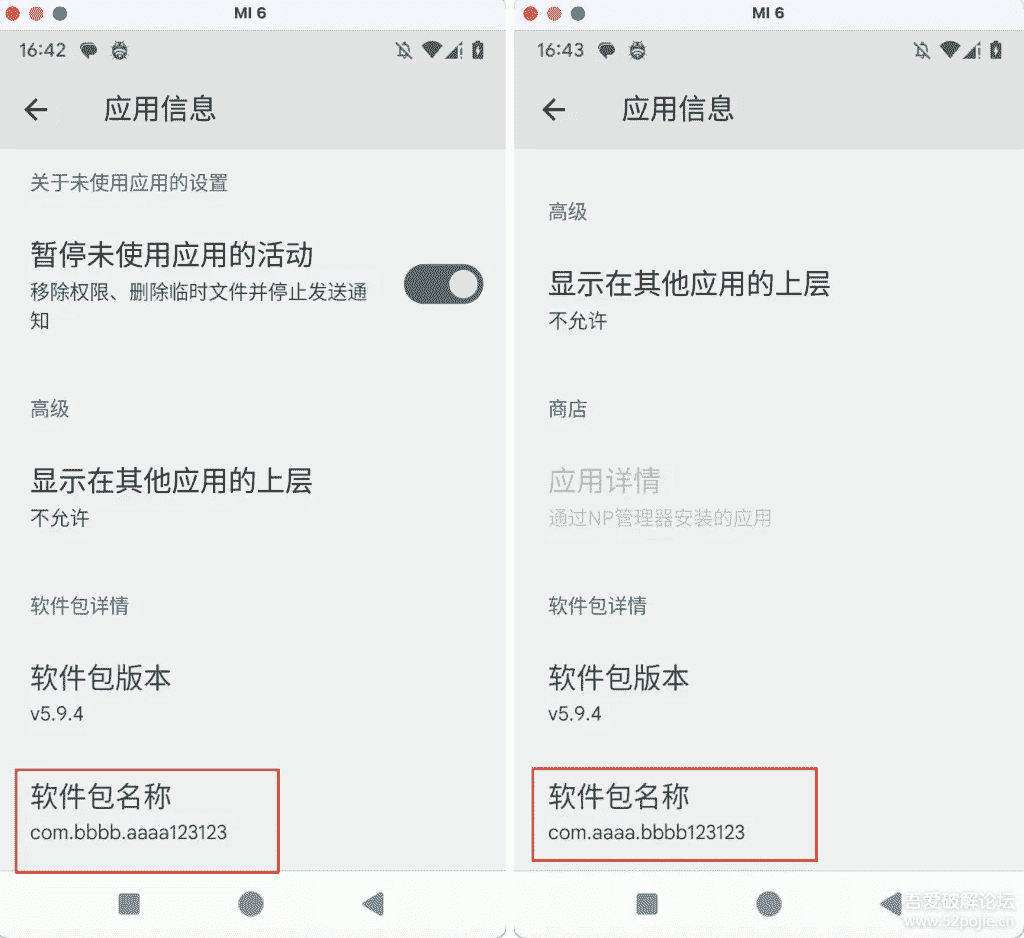 MI 6
16:42
应用信息
关于未使用应用的设置
暂停未使用应用的活动
移除权限、删除临时文件并停止发送通
知
高级
显示在其他应用的上层
不允许
软件包详情
软件包版本
v5.9.4
软件包名称
com.bbbb.aaaa123123
MI 6
16:43
应用信息
高级
显示在其他应用的上层
不允许
商店
应用详情
通过NP管理器安装的应用
软件包详情
软件包版本
v5.9.4
软件包名称
com.aaaa.bbbb123123
吾爱破解论坛
www.52pojie.cn